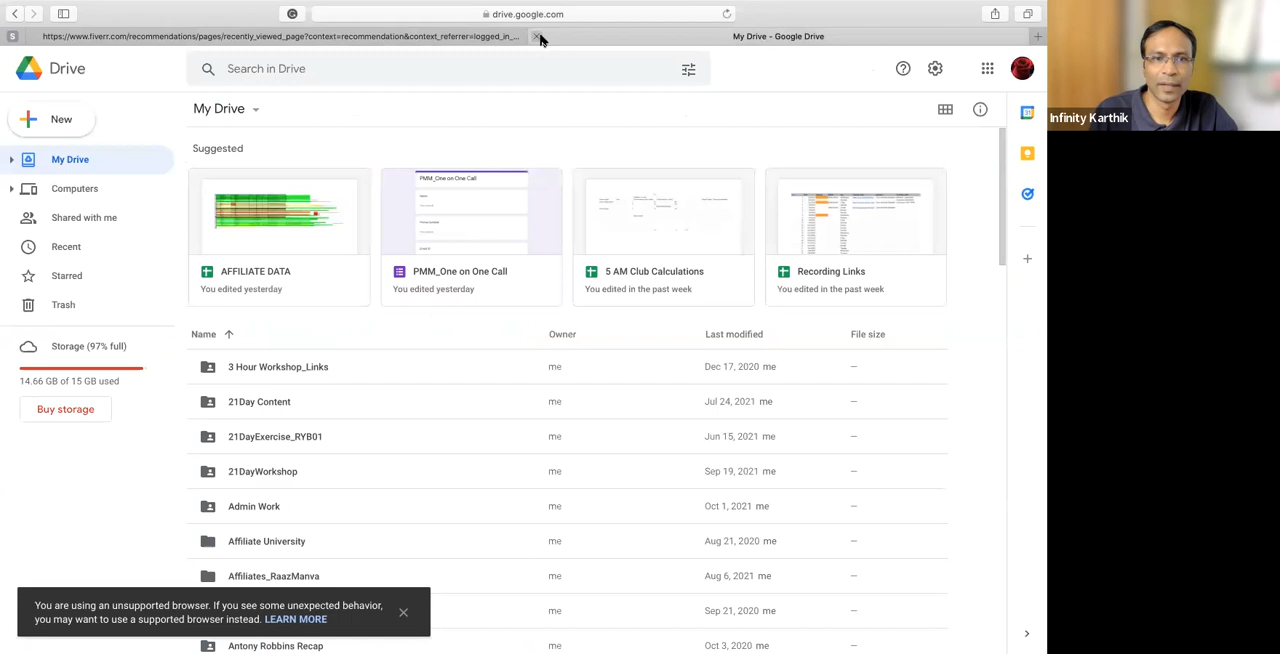 drive.google.com
S
https://www.fiverr.com/recommendations/pages/recently_viewed_page?context=recommendation&context_referrer=logged_in_...
My Drive - Google Drive
Drive
Search in Drive
New
My Drive
Computers
Shared with me
Recent
Starred
Trash
Storage (97% full)
14.66 GB of 15 GB used
Buy storage
My Drive
Suggested
PMM_One on One Call
AFFILIATE DATA
You edited yesterday
PMM_One on One Call
You edited yesterday
5 AM Club Calculations
You edited in the past week
Recording Links
You edited in the past week
Name Owner Last modified File size
3 Hour Workshop_Links me Dec 17, 2020 me –
21Day Content me Jul 24, 2021 me –
21DayExercise_RYB01 me Jun 15, 2021 me –
21DayWorkshop me Sep 19, 2021 me –
Admin Work me Oct 1, 2021 me –
Affiliate University me Aug 21, 2020 me –
Affiliates_RaazManva me Aug 6, 2021 me –
me Sep 21, 2020 me –
Antony Robbins Recap me Oct 3, 2020 me –
You are using an unsupported browser. If you see some unexpected behavior,
you may want to use a supported browser instead. LEARN MORE
Infinity Karthik